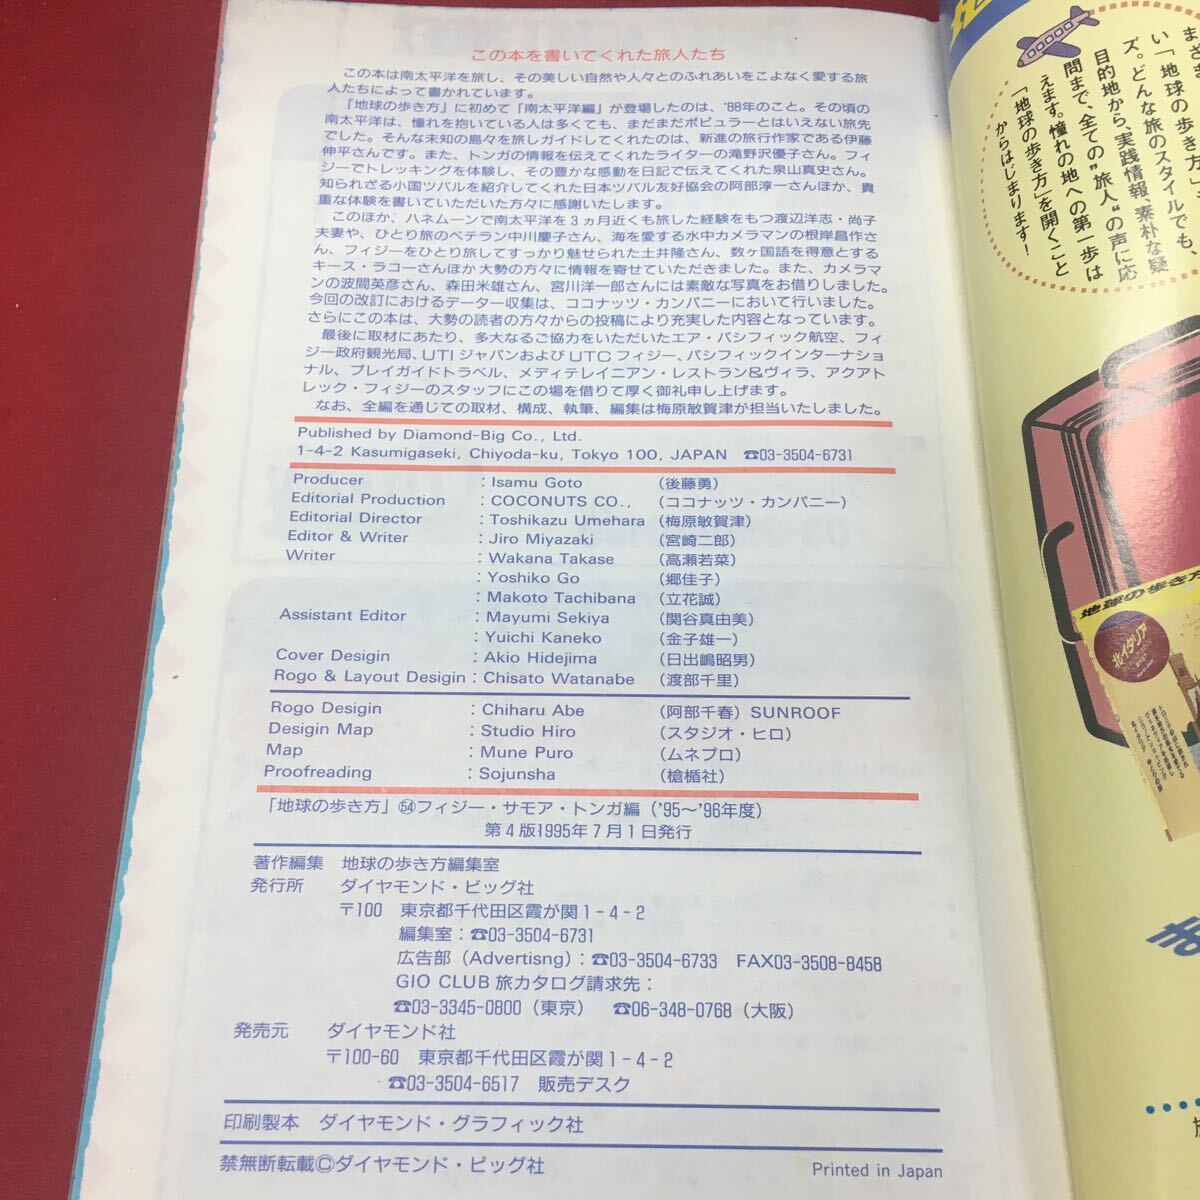 この本を書いてくれた旅人たち
この本は南太平洋を旅し、その美しい自然や人々とのふれあいをこよなく愛する旅
人たちによって書かれています。
「地球の歩き方」に初めて「南太平洋編」が登場したのは、'88年のこと。その頃の
南太平洋は、憧れを抱いている人は多くても、まだまだポピュラーとはいえない旅先
でした。そんな未知の島々を旅しガイドしてくれたのは、新進の旅行作家である伊藤
伸平さんです。また、トンガの情報を伝えてくれたライターの滝野沢優子さん。フィ
ジーでトレッキングを体験し、その豊かな感動を日記で伝えてくれた泉山真史さん。
知られざる小国ツバルを紹介してくれた日本ツバル友好協会の阿部淳一さんほか、貴
重な体験を書いていただいた方々に感謝いたします。
このほか、ハネムーンで南太平洋を3ヵ月近くも旅した経験をもつ渡辺洋志・尚子
夫妻や、ひとり旅のベテラン中川慶子さん、海を愛する水中カメラマンの根岸昌作さ
ん、フィジーをひとり旅してすっかり魅せられた土井隆さん、数ヶ国語を得意とする
キース・ラコーさんほか大勢の方々に情報を寄せていただきました。また、カメラマ
ンの波間英彦さん、森田米雄さん、宮川洋一郎さんには素敵な写真をお借りしました。
今回の改訂におけるデーター収集は、ココナッツ・カンパニーにおいて行いました。
さらにこの本は、大勢の読者の方々からの投稿により充実した内容となっています。
最後に取材にあたり、多大なるご協力をいただいたエア・パシフィック航空、フィ
ジー政府観光局、UTIジャパンおよびUTCフィジー、パシフィックインターナショ
ナル、プレイガイドトラベル、メディテレイニアン・レストラン&ヴィラ、アクアト
レック・フィジーのスタッフにこの場を借りて厚く御礼申し上げます。
なお、全編を通じての取材、構成、執筆、編集は梅原敏賀津が担当いたしました。
Published by Diamond-Big Co., Ltd.
1-4-2 Kasumigaseki, Chiyoda-ku, Tokyo 100, JAPAN ☎03-3504-6731
Producer : Isamu Goto (後藤勇)
Editorial Production : COCONUTS CO., (ココナッツ・カンパニー)
Editorial Director : Toshikazu Umehara (梅原敏賀津)
Editor & Writer : Jiro Miyazaki (宮崎二郎)
Writer : Wakana Takase (高瀬若菜)
: Yoshiko Go (郷佳子)
: Makoto Tachibana (立花誠)
Assistant Editor : Mayumi Sekiya (関谷真由美)
: Yuichi Kaneko (金子雄一)
Cover Desigin : Akio Hidejima (日出嶋昭男)
Rogo & Layout Desigin : Chisato Watanabe (渡部千里)
Rogo Desigin : Chiharu Abe (阿部千春) SUNROOF
Desigin Map : Studio Hiro (スタジオ・ヒロ)
Map : Mune Puro (ムネプロ)
Proofreading : Sojunsha (槍楯社)
「地球の歩き方」㊴フィジー・サモア・トンガ編('95〜'96年度)
第4版1995年7月1日発行
著作編集 地球の歩き方編集室
発行所 ダイヤモンド・ビッグ社
〒100 東京都千代田区霞が関1-4-2
編集室：☎03-3504-6731
広告部(Advertisng)：☎03-3504-6733 FAX03-3508-8458
GIO CLUB旅カタログ請求先：
☎03-3345-0800(東京) ☎06-348-0768(大阪)
発売元 ダイヤモンド社
〒100-60 東京都千代田区霞が関1-4-2
☎03-3504-6517 販売デスク
印刷製本 ダイヤモンド・グラフィック社
禁無断転載©ダイヤモンド・ビッグ社
Printed in Japan
い「地球の歩き方」
ズ。どんな旅のスタイルでも、
目的地から、実践情報、素朴な疑
問まで、全ての"旅人"の声に応
えます。憧れの地への第一歩は
「地球の歩き方」を開くこと
からはじまります！
地球の歩き方
北イタリア